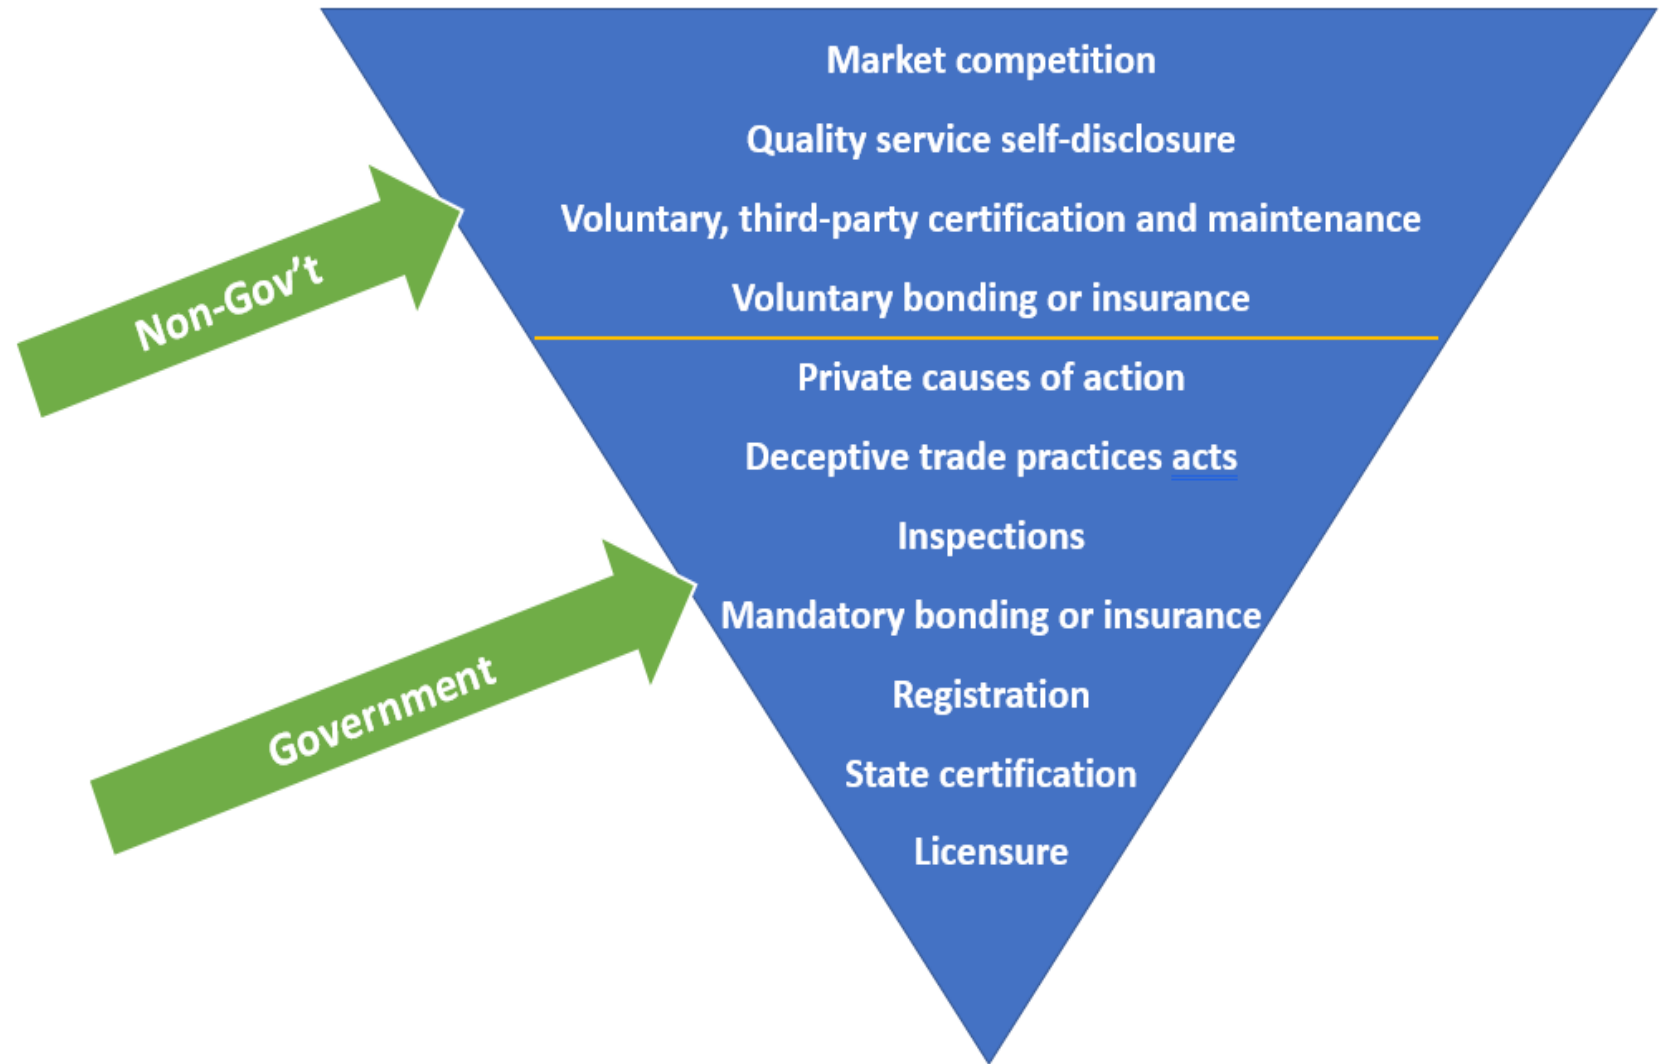 Market competition
Quality service self-disclosure
Voluntary, third-party certification and maintenance
Voluntary bonding or insurance
Private causes of action
Deceptive trade practices acts
Inspections
Mandatory bonding or insurance
Registration
State certification
Licensure
Non-Gov’t
Government